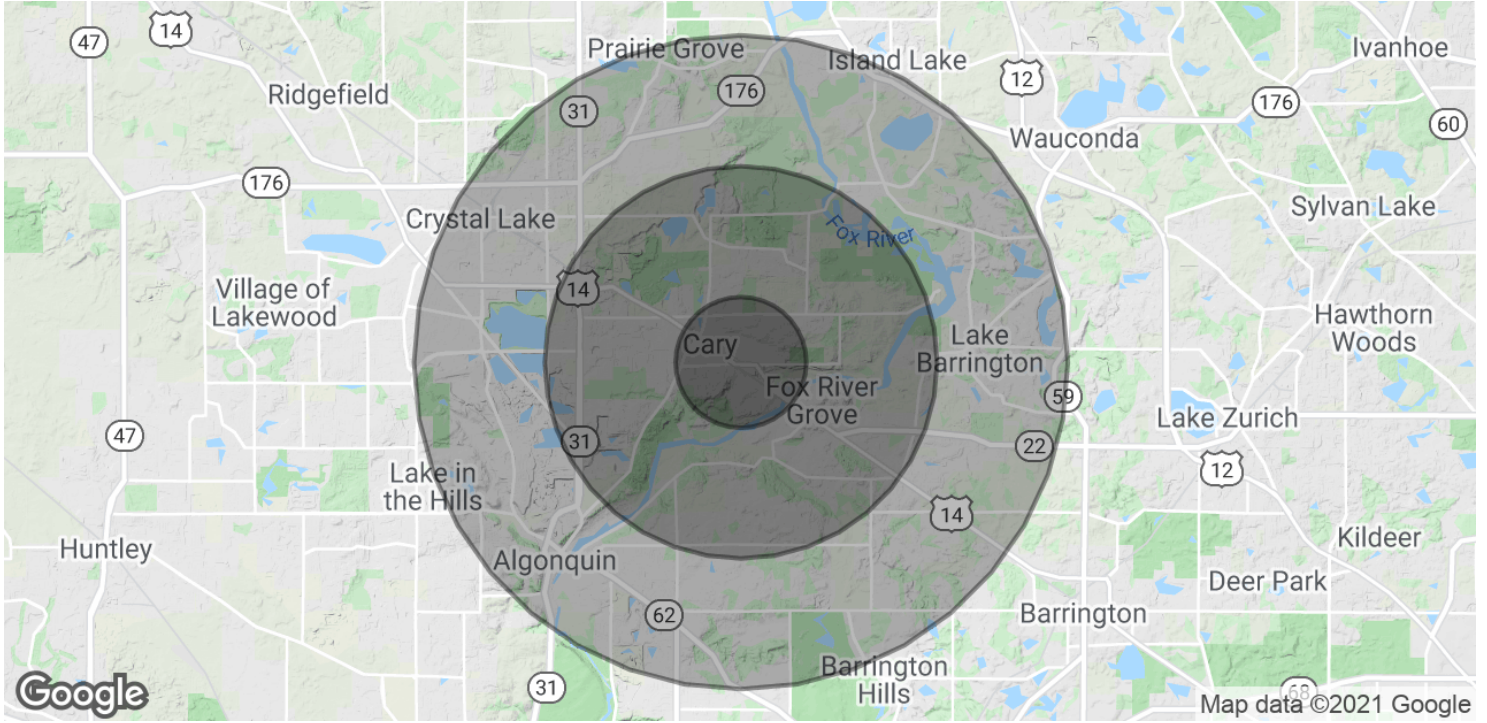 14
47
Prairie Grove
Island Lake
Ivanhoe
12
Ridgefield
176
31
176
60
Wauconda
176
Crystal Lake
Sylvan Lake
Fox River
14
Village of
Lakewood
Hawthorn
Woods
Cary
Lake
Barrington
Fox River
Grove
59
Lake Zurich
47
31
22
12
Lake in
the Hills
14
Huntley
Algonquin
Kildeer
Deer Park
62
Barrington
Barrington
Hills
31
68
Google
Map data ©2021 Google